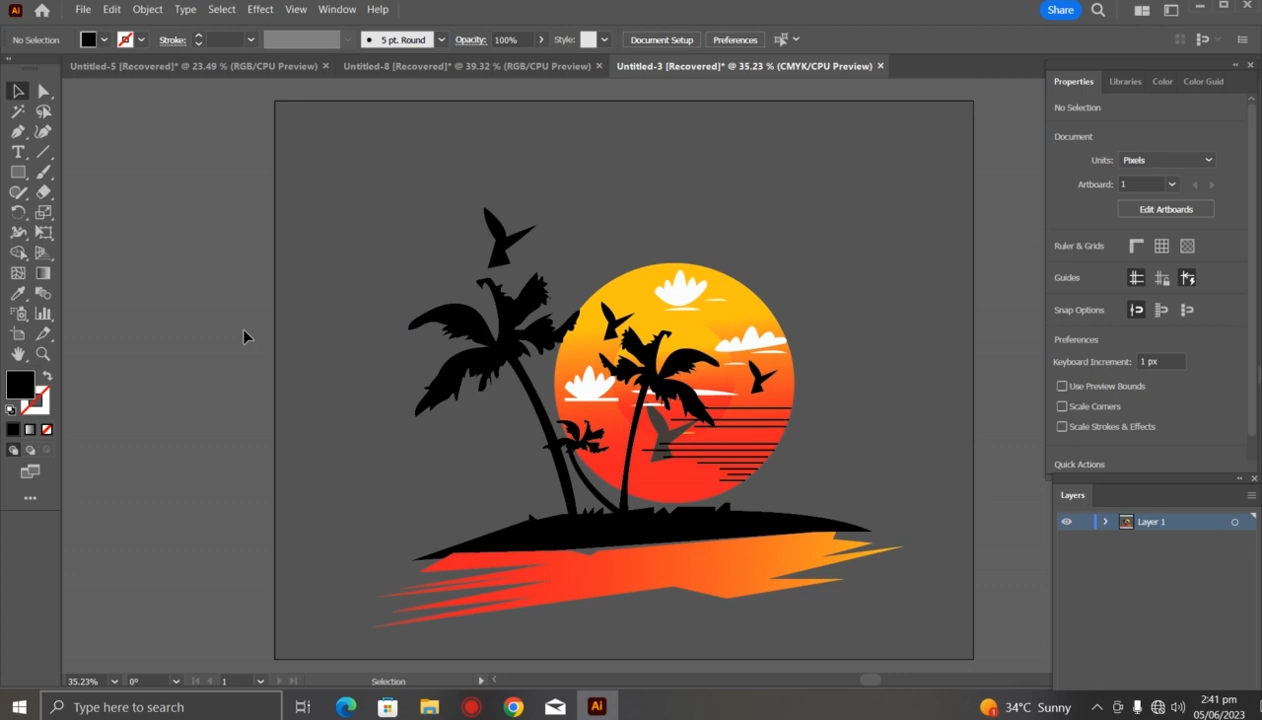 Ai File Edit Object Type Select Effect View Window Help Share
No Selection Stroke: 5 pt. Round Opacity: 100% Style: Document Setup Preferences
Untitled-5 [Recovered]* @ 23.49 % (RGB/CPU Preview) × Untitled-8 [Recovered]* @ 39.32 % (RGB/CPU Preview) × Untitled-3 [Recovered]* @ 35.23 % (CMYK/CPU Preview) ×
Properties Libraries Color Color Guid
No Selection
Document
Units: Pixels
Artboard: 1
Edit Artboards
Ruler & Grids
Guides
Snap Options
Preferences
Keyboard Increment: 1 px
Use Preview Bounds
Scale Corners
Scale Strokes & Effects
Quick Actions
Layers
Layer 1
35.23% 0° 1 Selection
Type here to search Ai 34°C Sunny 2:41 pm
05/06/2023